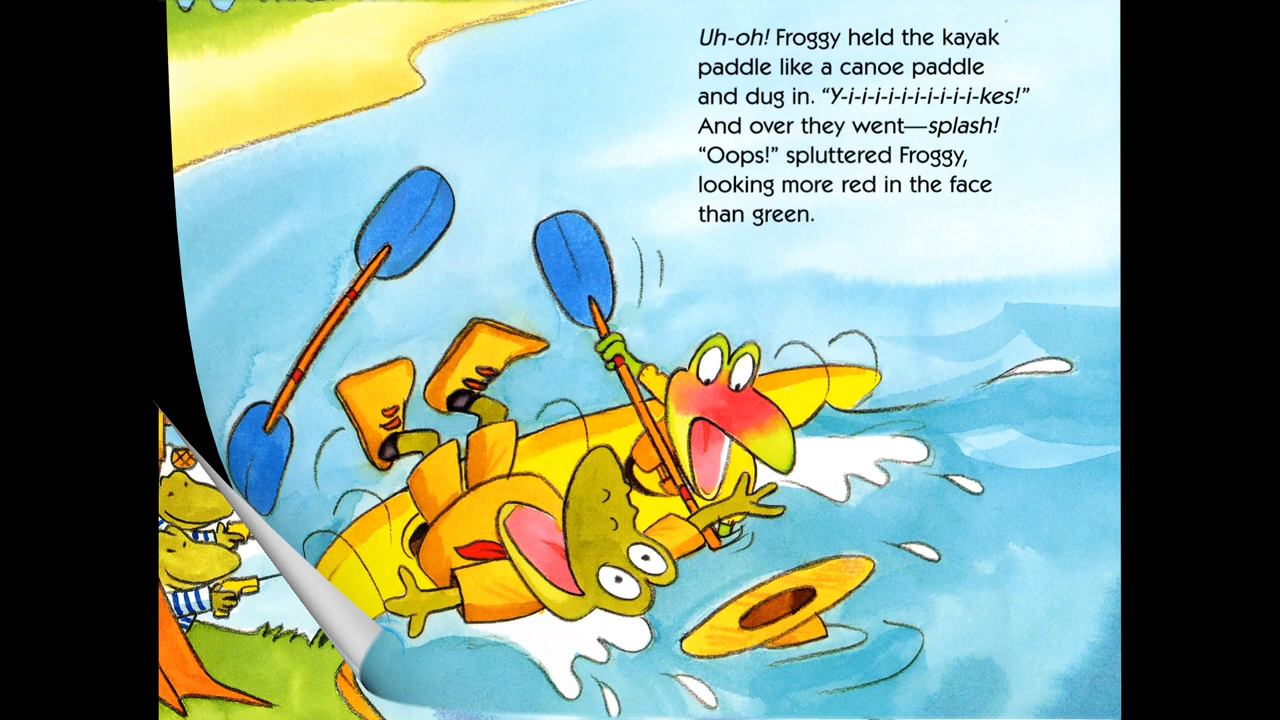 Uh-oh! Froggy held the kayak
paddle like a canoe paddle
and dug in. “Y-i-i-i-i-i-i-i-i-i-i-kes!”
And over they went—splash!
“Oops!” spluttered Froggy,
looking more red in the face
than green.